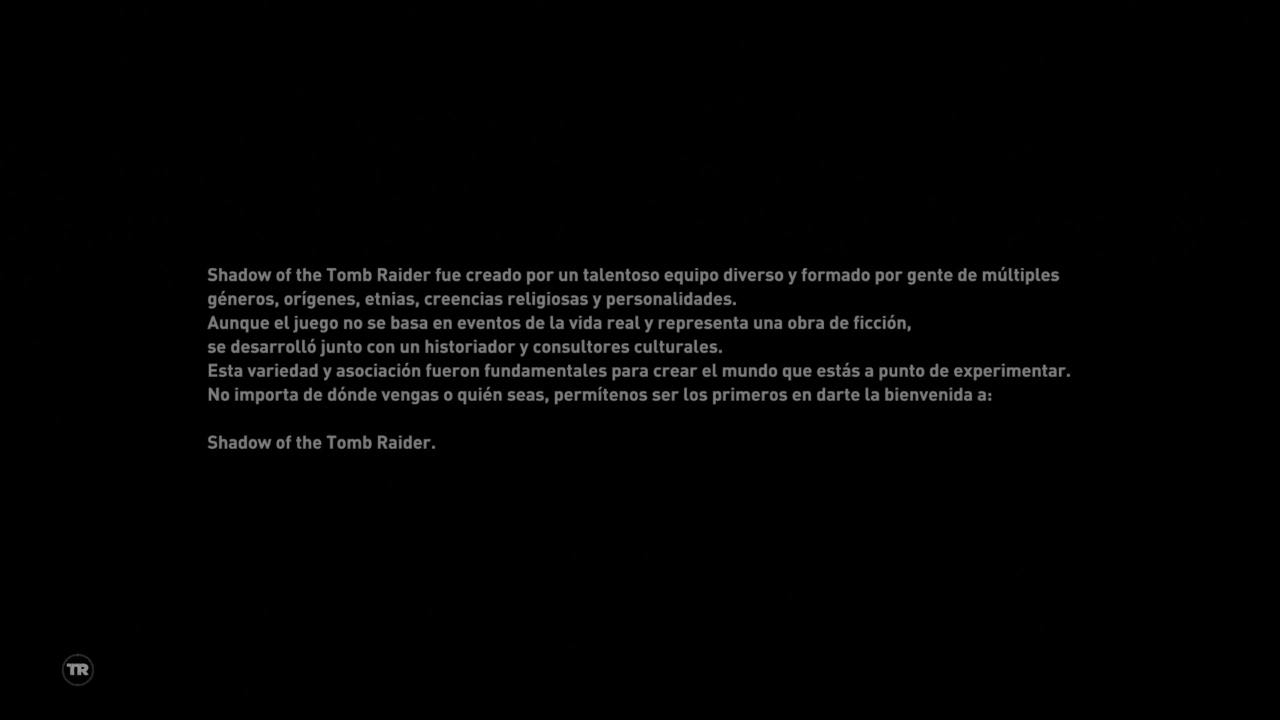 Shadow of the Tomb Raider fue creado por un talentoso equipo diverso y formado por gente de múltiples
géneros, orígenes, etnias, creencias religiosas y personalidades.
Aunque el juego no se basa en eventos de la vida real y representa una obra de ficción,
se desarrolló junto con un historiador y consultores culturales.
Esta variedad y asociación fueron fundamentales para crear el mundo que estás a punto de experimentar.
No importa de dónde vengas o quién seas, permítenos ser los primeros en darte la bienvenida a:
Shadow of the Tomb Raider.
TR